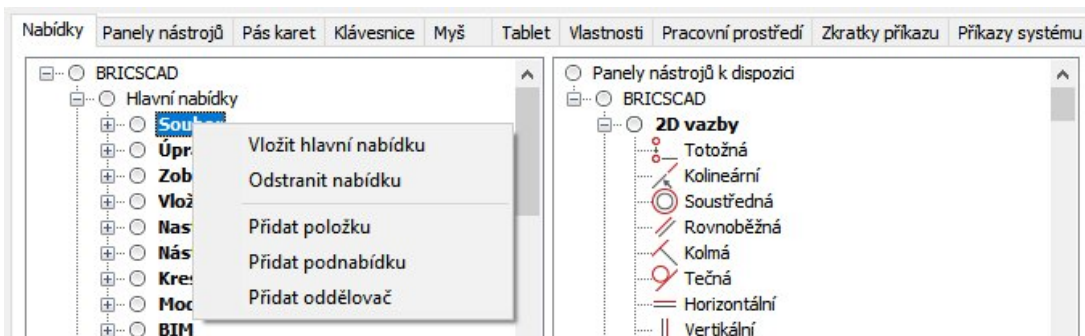 Nabídky Panely nástrojů Pás karet Klávesnice Myš Tablet Vlastnosti Pracovní prostředí Zkratky příkazu Příkazy systému
BRICSCAD
Hlavní nabídky
BIM
Vložit hlavní nabídku
Odstranit nabídku
Přidat položku
Přidat podnabídku
Přidat oddělovač
Panely nástrojů k dispozici
BRICSCAD
2D vazby
Totožná
Kolineární
Soustředná
Rovnoběžná
Kolmá
Tečná
Horizontální
Vertikální